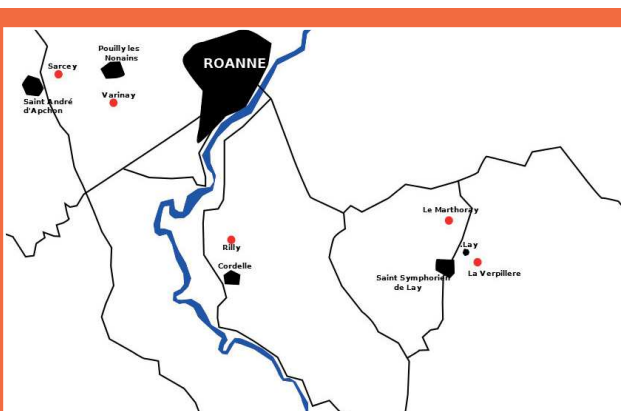 Pouilly les
Nonains
ROANNE
Sarcey
Varinay
Saint André
d'Apchon
Le Marthoray
Rilly
.Lay
Cordelle
La Verpillere
Saint Symphorien
de Lay